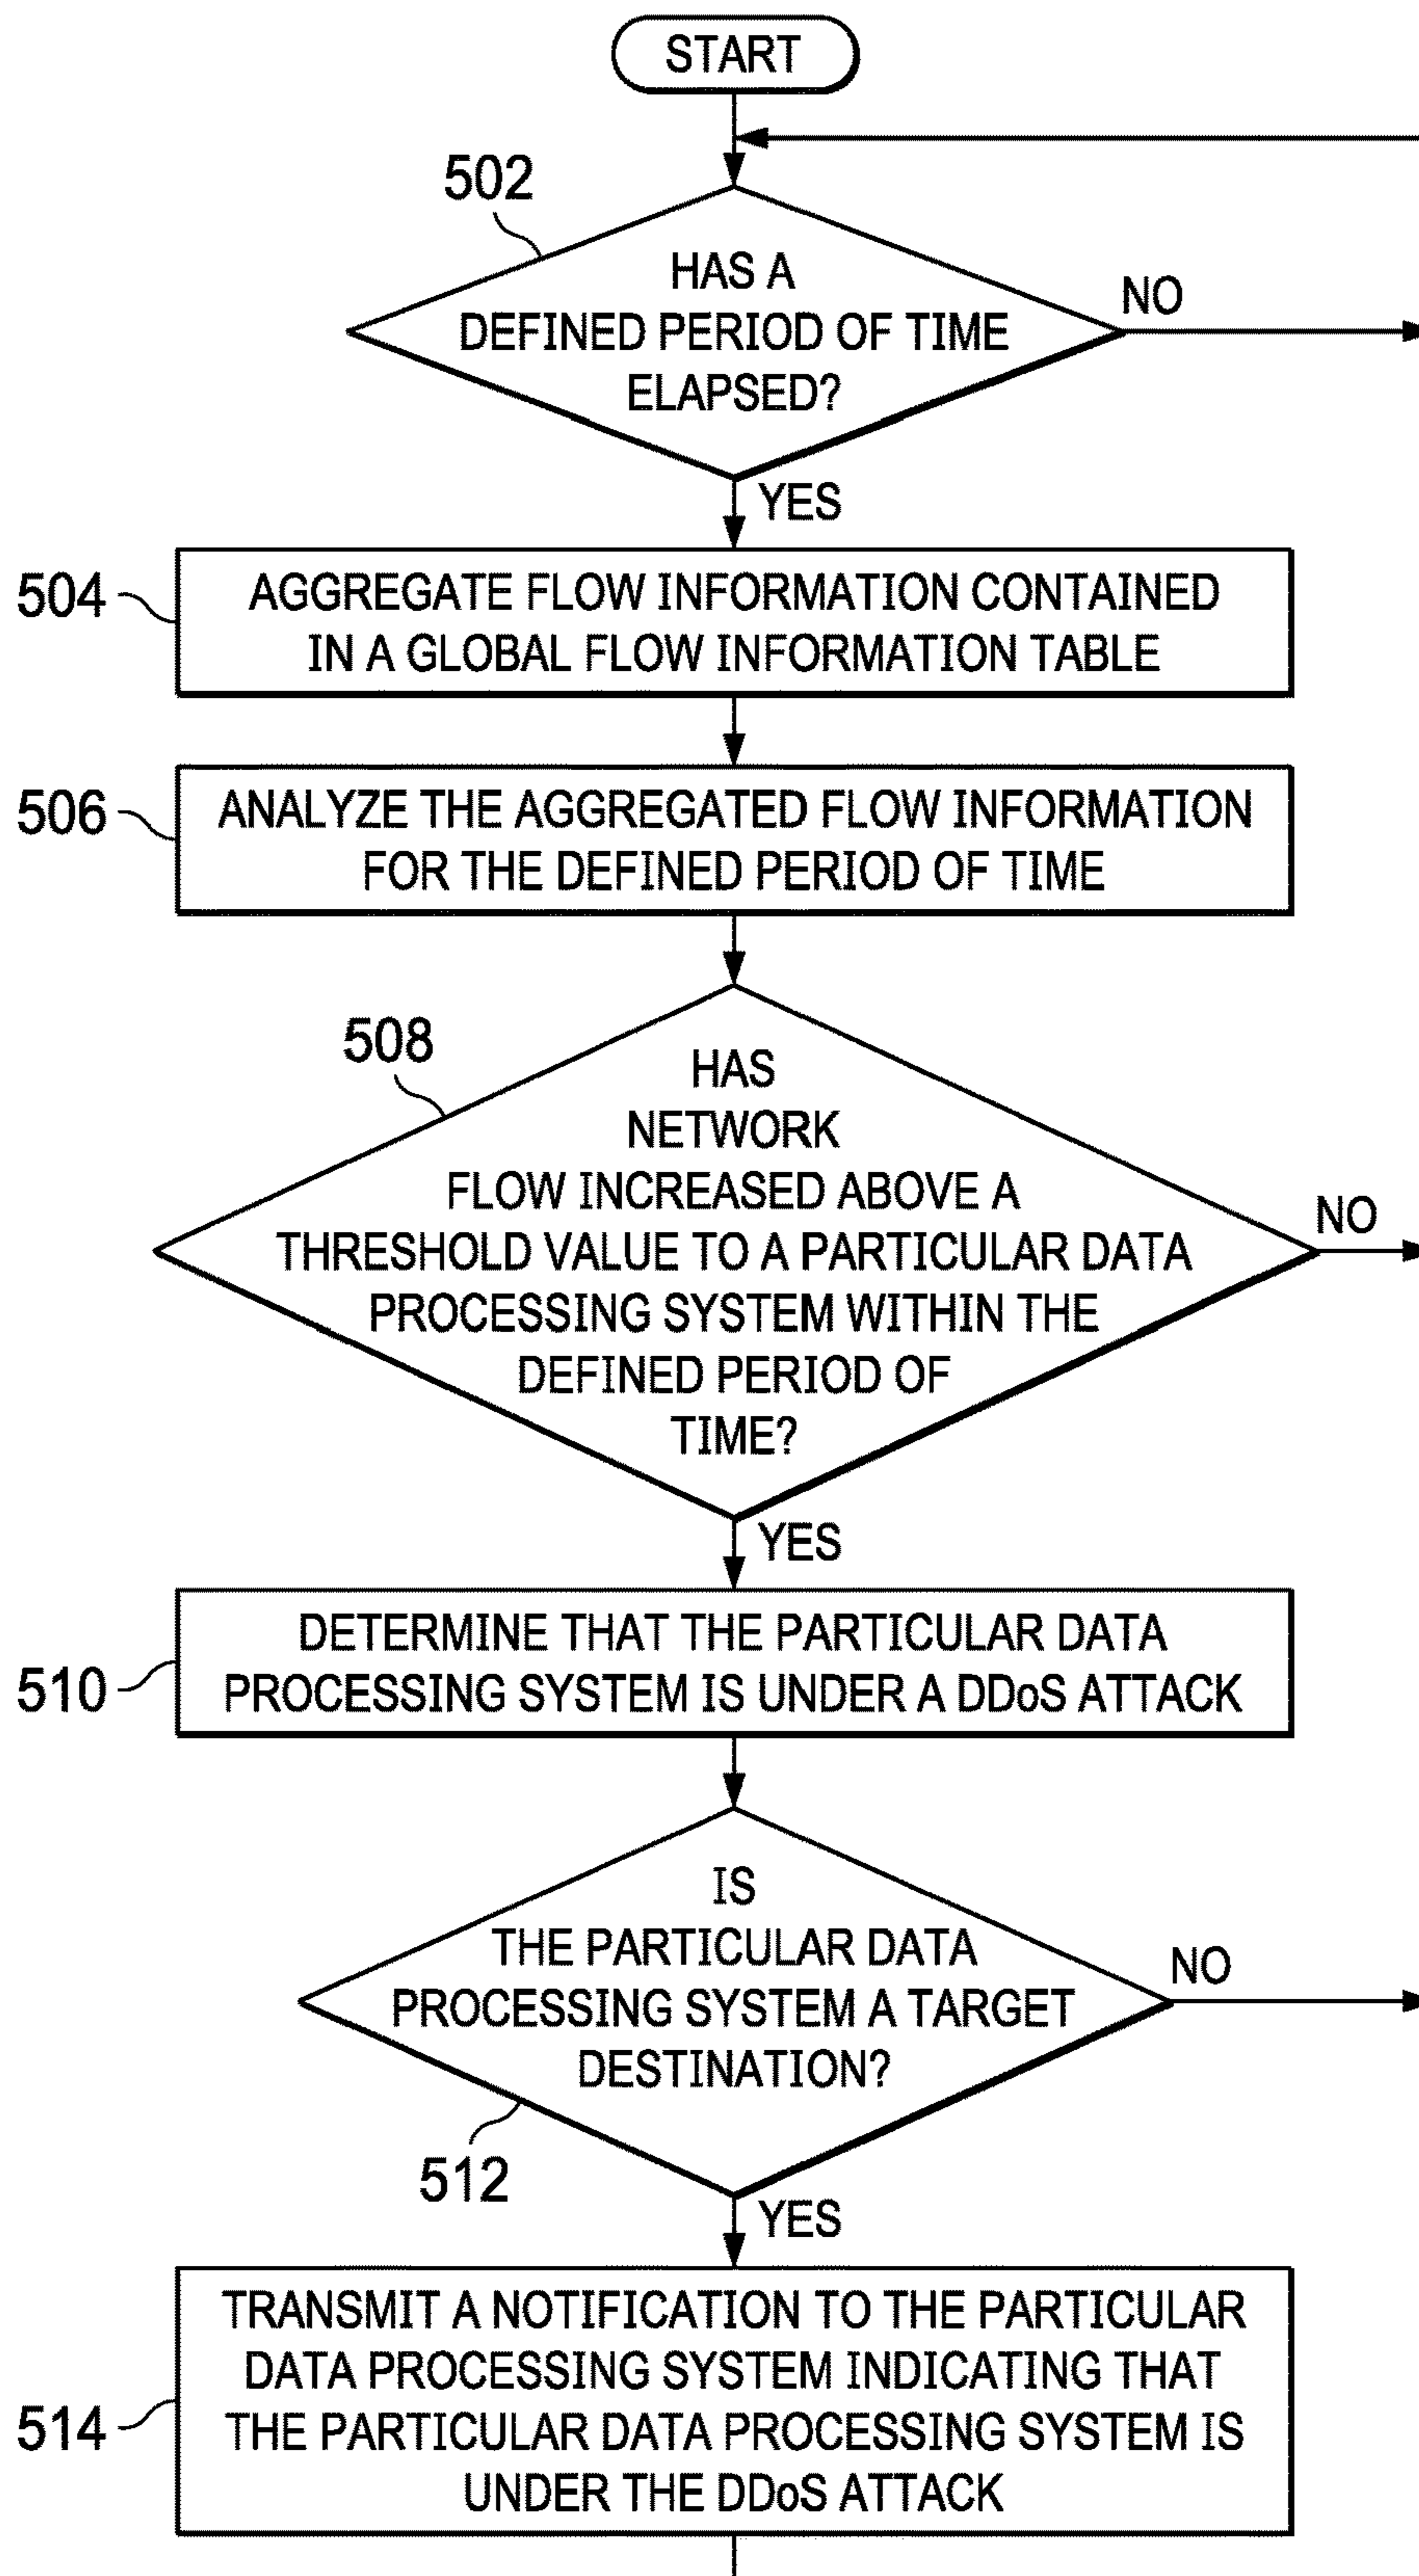 START
502
HAS A
DEFINED PERIOD OF TIME
ELAPSED?
NO
YES
504
AGGREGATE FLOW INFORMATION CONTAINED
IN A GLOBAL FLOW INFORMATION TABLE
506
ANALYZE THE AGGREGATED FLOW INFORMATION
FOR THE DEFINED PERIOD OF TIME
508
HAS
NETWORK
FLOW INCREASED ABOVE A
THRESHOLD VALUE TO A PARTICULAR DATA
PROCESSING SYSTEM WITHIN THE
DEFINED PERIOD OF
TIME?
NO
YES
510
DETERMINE THAT THE PARTICULAR DATA
PROCESSING SYSTEM IS UNDER A DDoS ATTACK
IS
THE PARTICULAR DATA
PROCESSING SYSTEM A TARGET
DESTINATION?
NO
512
YES
514
TRANSMIT A NOTIFICATION TO THE PARTICULAR
DATA PROCESSING SYSTEM INDICATING THAT
THE PARTICULAR DATA PROCESSING SYSTEM IS
UNDER THE DDoS ATTACK